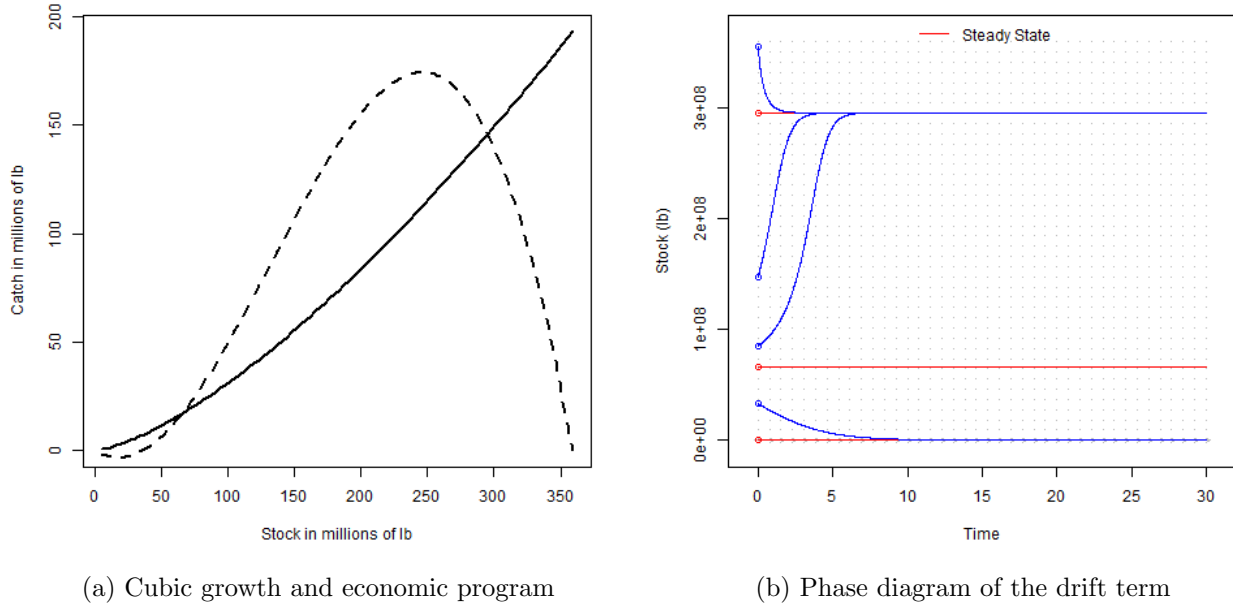 200
150
100
50
0
Catch in millions of lb
0 50 100 150 200 250 300 350
Stock in millions of lb
(a) Cubic growth and economic program
Steady State
3e+08
2e+08
1e+08
0e+00
Stock (lb)
0 5 10 15 20 25 30
Time
(b) Phase diagram of the drift term